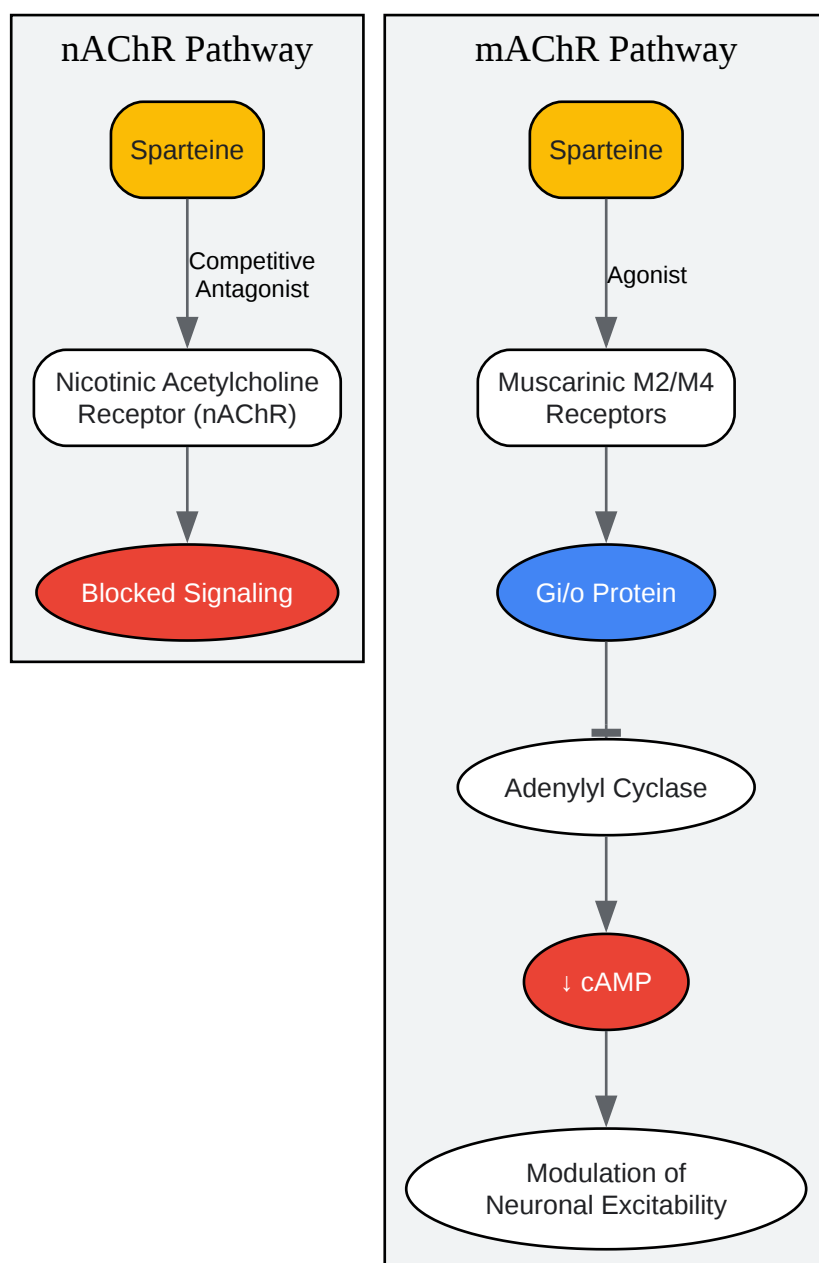 nAChR Pathway
Sparteine
Competitive
Antagonist
Nicotinic Acetylcholine
Receptor (nAChR)
Blocked Signaling
mAChR Pathway
Sparteine
Agonist
Muscarinic M2/M4
Receptors
Gi/o Protein
Adenylyl Cyclase
↓ cAMP
Modulation of
Neuronal Excitability